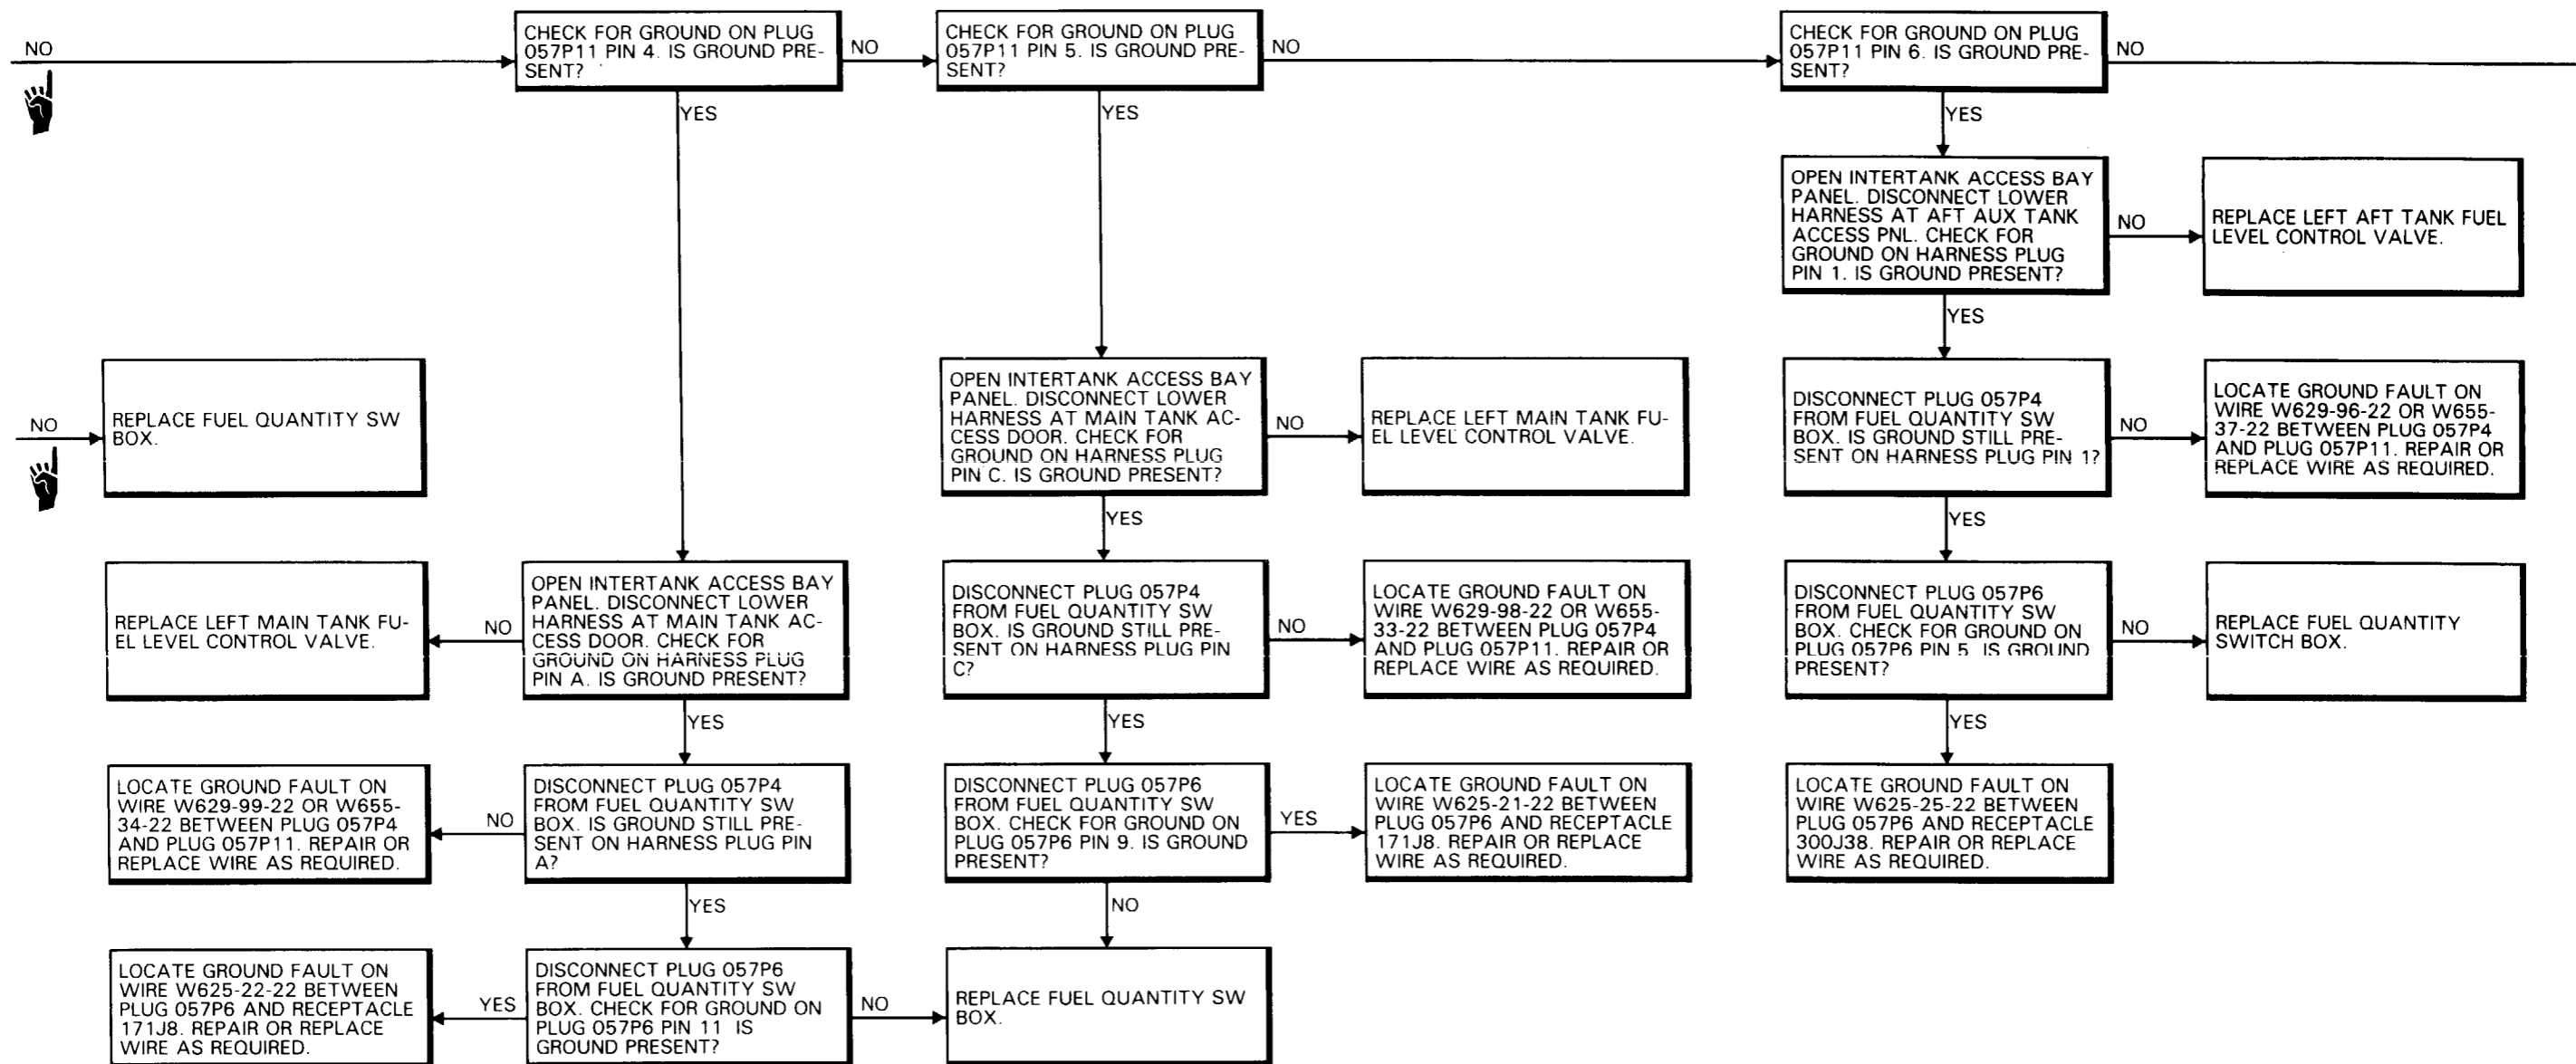 NO
CHECK FOR GROUND ON PLUG
057P11 PIN 4. IS GROUND PRE-
SENT?
NO
CHECK FOR GROUND ON PLUG
057P11 PIN 5. IS GROUND PRE-
SENT?
NO
CHECK FOR GROUND ON PLUG
057P11 PIN 6. IS GROUND PRE-
SENT?
NO
YES
YES
YES
OPEN INTERTANK ACCESS BAY
PANEL. DISCONNECT LOWER
HARNESS AT AFT AUX TANK
ACCESS PNL. CHECK FOR
GROUND ON HARNESS PLUG
PIN 1. IS GROUND PRESENT?
NO
REPLACE LEFT AFT TANK FUEL
LEVEL CONTROL VALVE.
YES
NO
REPLACE FUEL QUANTITY SW
BOX.
OPEN INTERTANK ACCESS BAY
PANEL. DISCONNECT LOWER
HARNESS AT MAIN TANK AC-
CESS DOOR. CHECK FOR
GROUND ON HARNESS PLUG
PIN C. IS GROUND PRESENT?
NO
REPLACE LEFT MAIN TANK FU-
EL LEVEL CONTROL VALVE.
DISCONNECT PLUG 057P4
FROM FUEL QUANTITY SW
BOX. IS GROUND STILL PRE-
SENT ON HARNESS PLUG PIN 1?
NO
LOCATE GROUND FAULT ON
WIRE W629-96-22 OR W655-
37-22 BETWEEN PLUG 057P4
AND PLUG 057P11. REPAIR OR
REPLACE WIRE AS REQUIRED.
YES
YES
REPLACE LEFT MAIN TANK FU-
EL LEVEL CONTROL VALVE.
NO
OPEN INTERTANK ACCESS BAY
PANEL. DISCONNECT LOWER
HARNESS AT MAIN TANK AC-
CESS DOOR. CHECK FOR
GROUND ON HARNESS PLUG
PIN A. IS GROUND PRESENT?
DISCONNECT PLUG 057P4
FROM FUEL QUANTITY SW
BOX. IS GROUND STILL PRE-
SENT ON HARNESS PLUG PIN
C?
NO
LOCATE GROUND FAULT ON
WIRE W629-98-22 OR W655-
33-22 BETWEEN PLUG 057P4
AND PLUG 057P11. REPAIR OR
REPLACE WIRE AS REQUIRED.
DISCONNECT PLUG 057P6
FROM FUEL QUANTITY SW
BOX. CHECK FOR GROUND ON
PLUG 057P6 PIN 5 IS GROUND
PRESENT?
NO
REPLACE FUEL QUANTITY
SWITCH BOX.
YES
YES
YES
LOCATE GROUND FAULT ON
WIRE W629-99-22 OR W655-
34-22 BETWEEN PLUG 057P4
AND PLUG 057P11. REPAIR OR
REPLACE WIRE AS REQUIRED.
NO
DISCONNECT PLUG 057P4
FROM FUEL QUANTITY SW
BOX. IS GROUND STILL PRE-
SENT ON HARNESS PLUG PIN
A?
DISCONNECT PLUG 057P6
FROM FUEL QUANTITY SW
BOX. CHECK FOR GROUND ON
PLUG 057P6 PIN 9. IS GROUND
PRESENT?
YES
LOCATE GROUND FAULT ON
WIRE W625-21-22 BETWEEN
PLUG 057P6 AND RECEPTACLE
171J8. REPAIR OR REPLACE
WIRE AS REQUIRED.
LOCATE GROUND FAULT ON
WIRE W625-25-22 BETWEEN
PLUG 057P6 AND RECEPTACLE
300J38. REPAIR OR REPLACE
WIRE AS REQUIRED.
YES
NO
LOCATE GROUND FAULT ON
WIRE W625-22-22 BETWEEN
PLUG 057P6 AND RECEPTACLE
171J8. REPAIR OR REPLACE
WIRE AS REQUIRED.
YES
DISCONNECT PLUG 057P6
FROM FUEL QUANTITY SW
BOX. CHECK FOR GROUND ON
PLUG 057P6 PIN 11 IS
GROUND PRESENT?
NO
REPLACE FUEL QUANTITY SW
BOX.